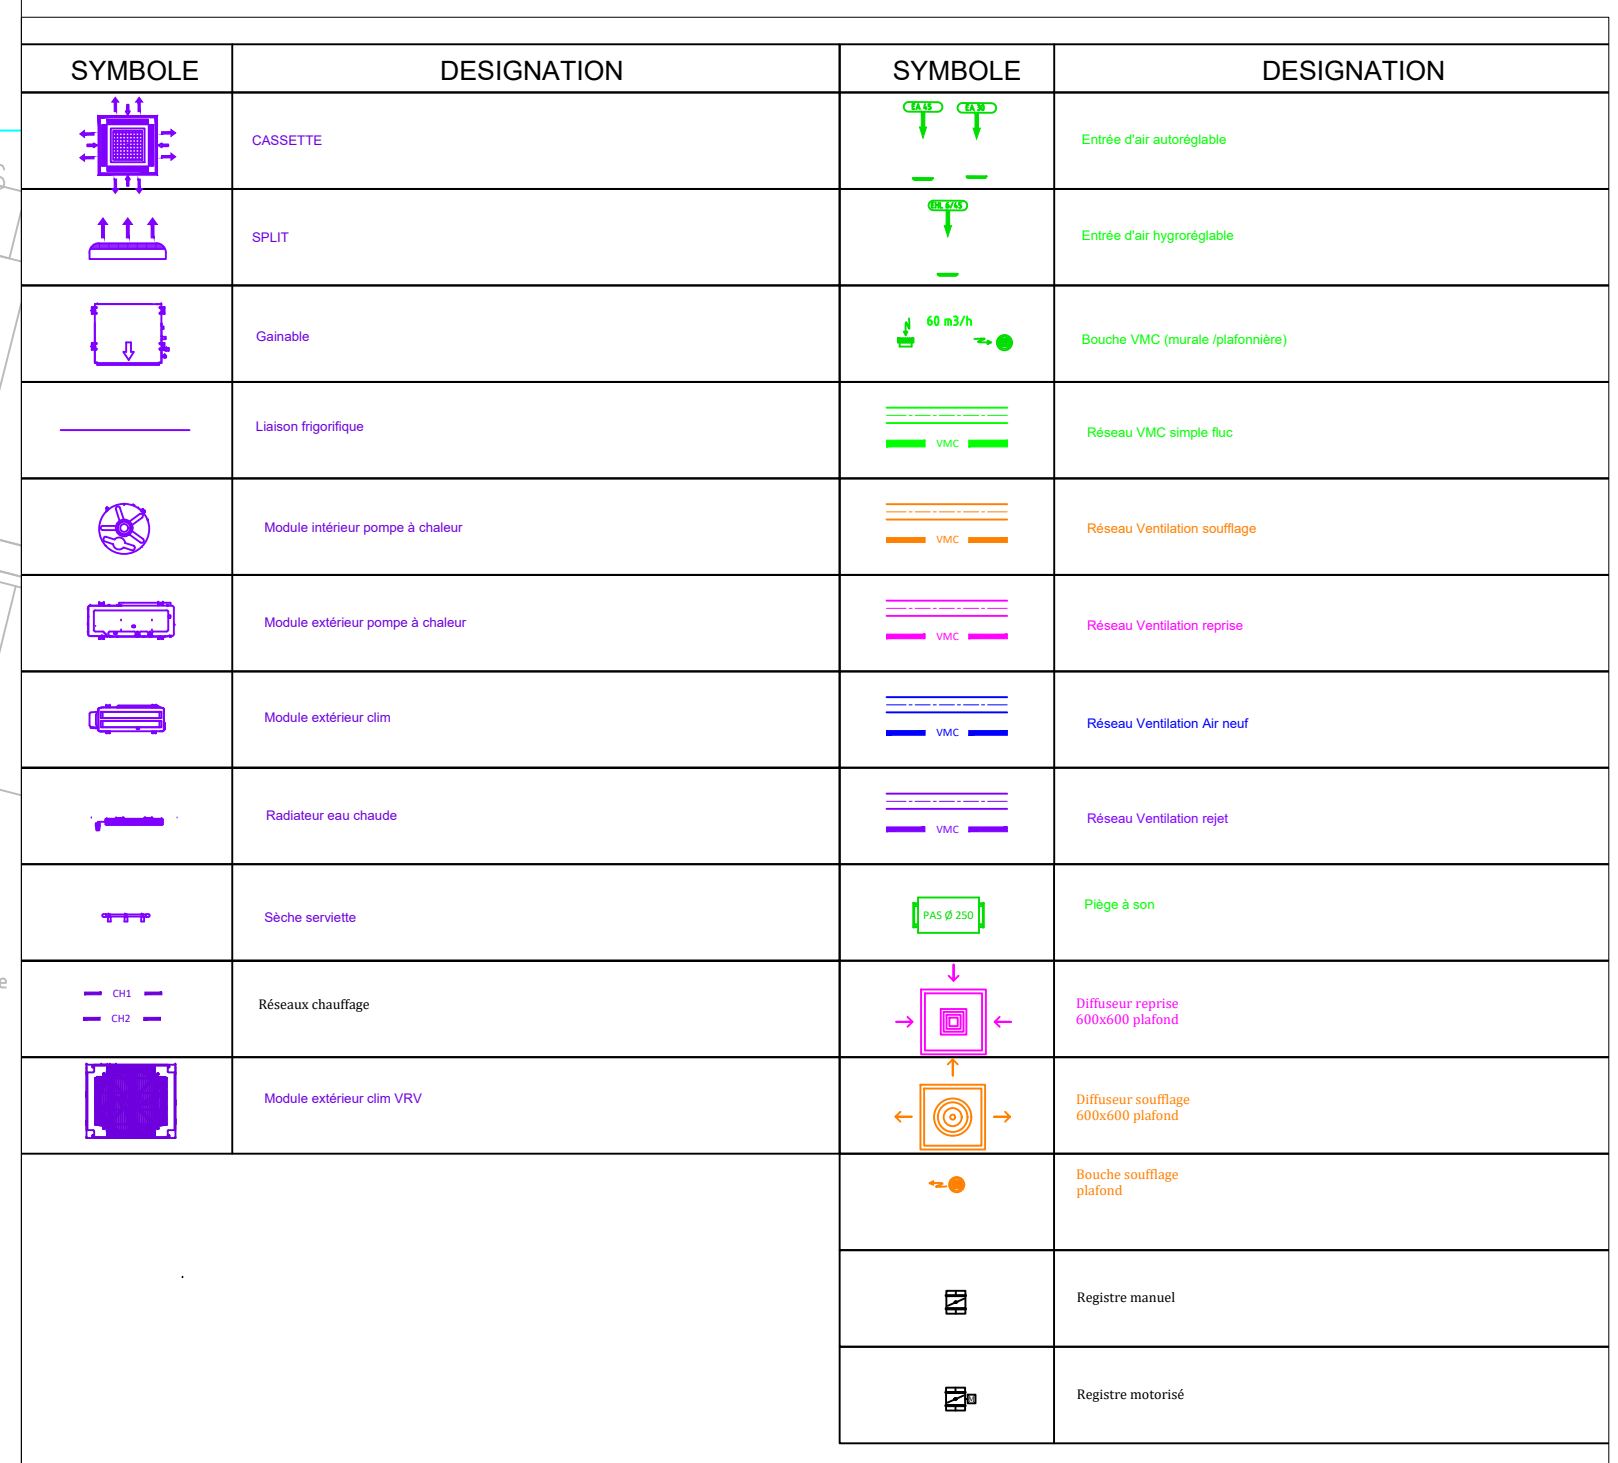 SYMBOLE DESIGNATION SYMBOLE DESIGNATION
CASSETTE
EA 45 EA 30
Entrée d'air autoréglable
SPLIT
EHL 6/45
Entrée d'air hygroréglable
Gainable
60 m3/h
Bouche VMC (murale /plafonnière)
Liaison frigorifique
VMC
Réseau VMC simple fluc
Module intérieur pompe à chaleur
VMC
Réseau Ventilation soufflage
Module extérieur pompe à chaleur
VMC
Réseau Ventilation reprise
Module extérieur clim
VMC
Réseau Ventilation Air neuf
Radiateur eau chaude
VMC
Réseau Ventilation rejet
Sèche serviette
PAS Ø 250
Piège à son
CH1
CH2
Réseaux chauffage
Diffuseur reprise
600x600 plafond
Module extérieur clim VRV
Diffuseur soufflage
600x600 plafond
Bouche soufflage
plafond
Registre manuel
M
Registre motorisé